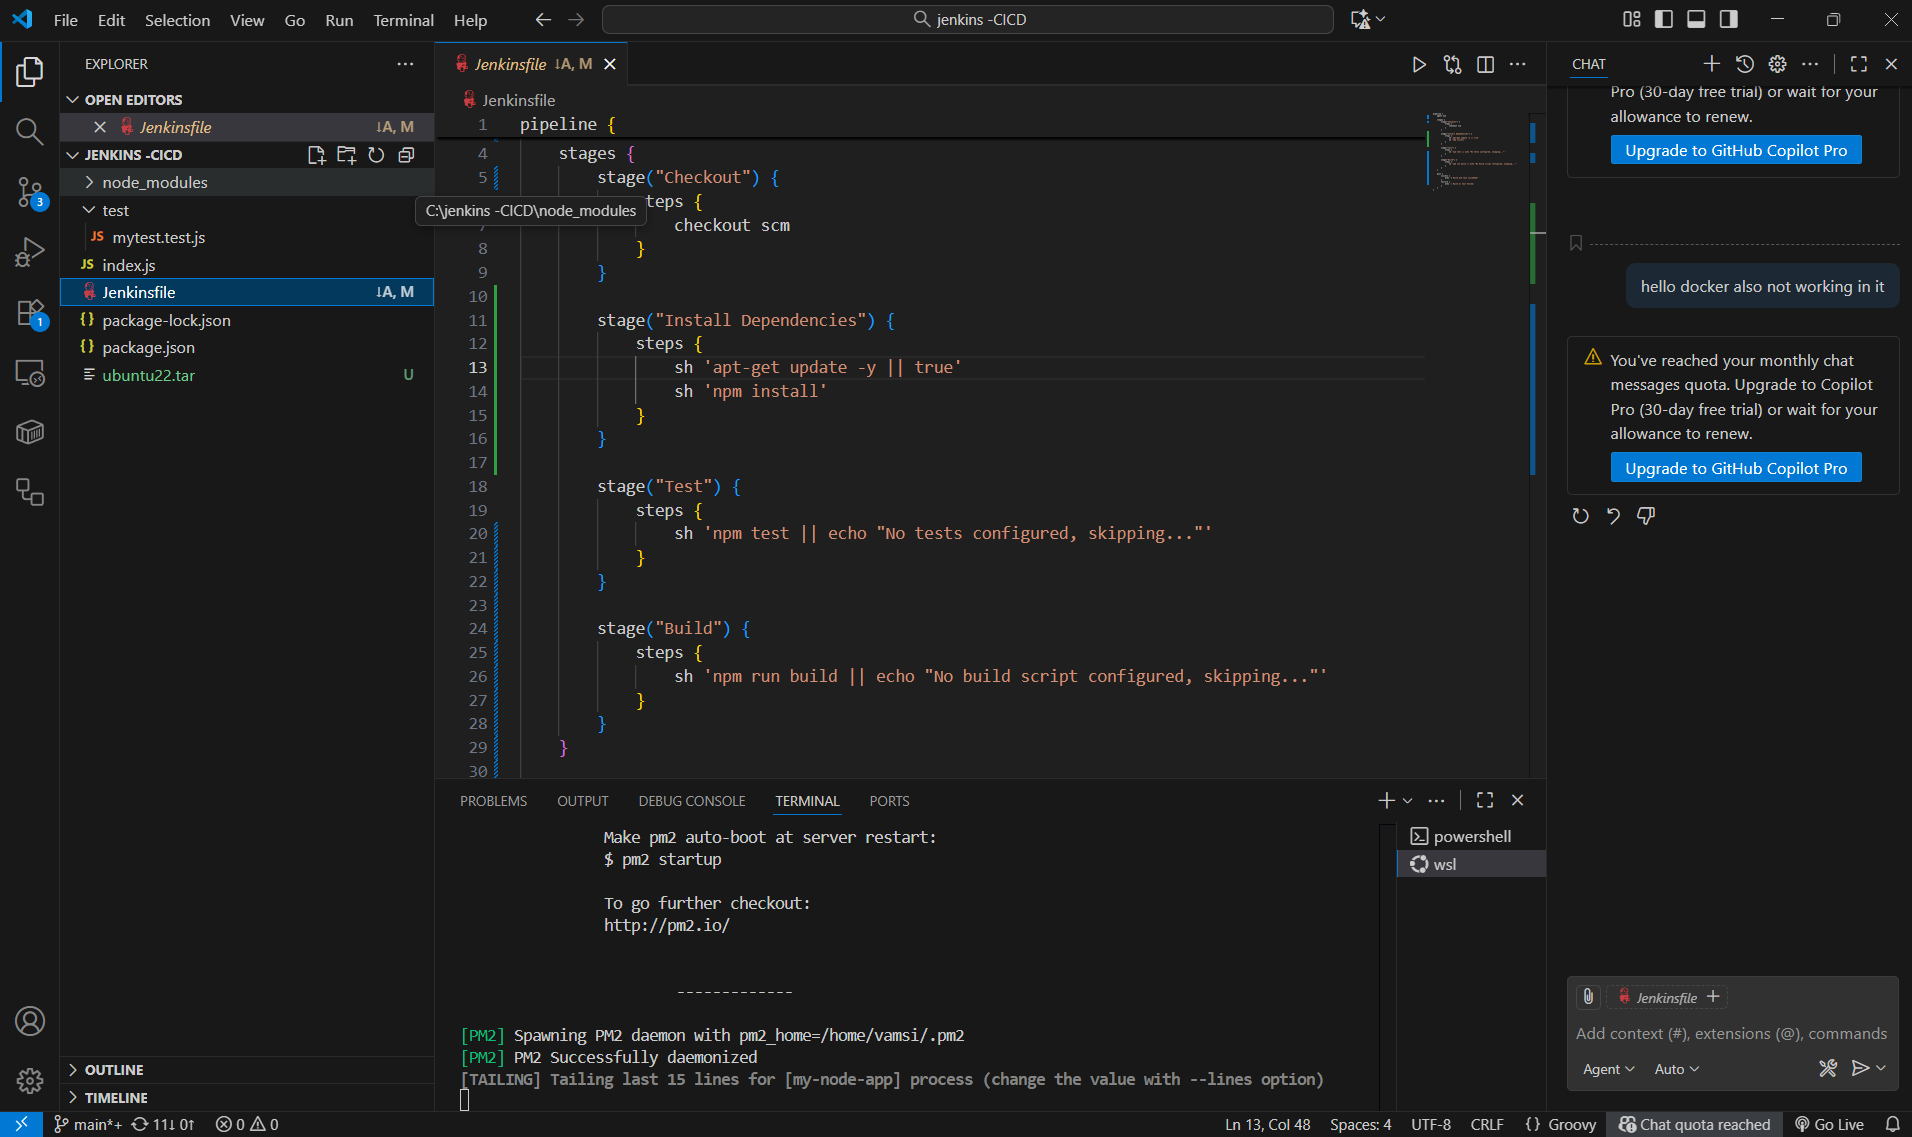 File Edit Selection View Go Run Terminal Help
jenkins -CICD
EXPLORER
OPEN EDITORS
Jenkinsfile ↓A, M
JENKINS -CICD
node_modules
test
JS mytest.test.js
JS index.js
Jenkinsfile ↓A, M
{} package-lock.json
{} package.json
ubuntu22.tar U
OUTLINE
TIMELINE
3
1
Jenkinsfile ↓A, M
Jenkinsfile
C:\jenkins -CICD\node_modules
1 pipeline {
4 stages {
5 stage("Checkout") {
teps {
7 checkout scm
8 }
9 }
10
11 stage("Install Dependencies") {
12 steps {
13 sh 'apt-get update -y || true'
14 sh 'npm install'
15 }
16 }
17
18 stage("Test") {
19 steps {
20 sh 'npm test || echo "No tests configured, skipping..."'
21 }
22 }
23
24 stage("Build") {
25 steps {
26 sh 'npm run build || echo "No build script configured, skipping..."'
27 }
28 }
29 }
30
PROBLEMS OUTPUT DEBUG CONSOLE TERMINAL PORTS
Make pm2 auto-boot at server restart:
$ pm2 startup
To go further checkout:
http://pm2.io/
-------------
[PM2] Spawning PM2 daemon with pm2_home=/home/vamsi/.pm2
[PM2] PM2 Successfully daemonized
[TAILING] Tailing last 15 lines for [my-node-app] process (change the value with --lines option)
powershell
wsl
CHAT
Pro (30-day free trial) or wait for your
allowance to renew.
Upgrade to GitHub Copilot Pro
hello docker also not working in it
You've reached your monthly chat
messages quota. Upgrade to Copilot
Pro (30-day free trial) or wait for your
allowance to renew.
Upgrade to GitHub Copilot Pro
Jenkinsfile
Add context (#), extensions (@), commands
Agent Auto
main*+ 11↓ 0↑ 0 0
Ln 13, Col 48 Spaces: 4 UTF-8 CRLF {} Groovy Chat quota reached Go Live